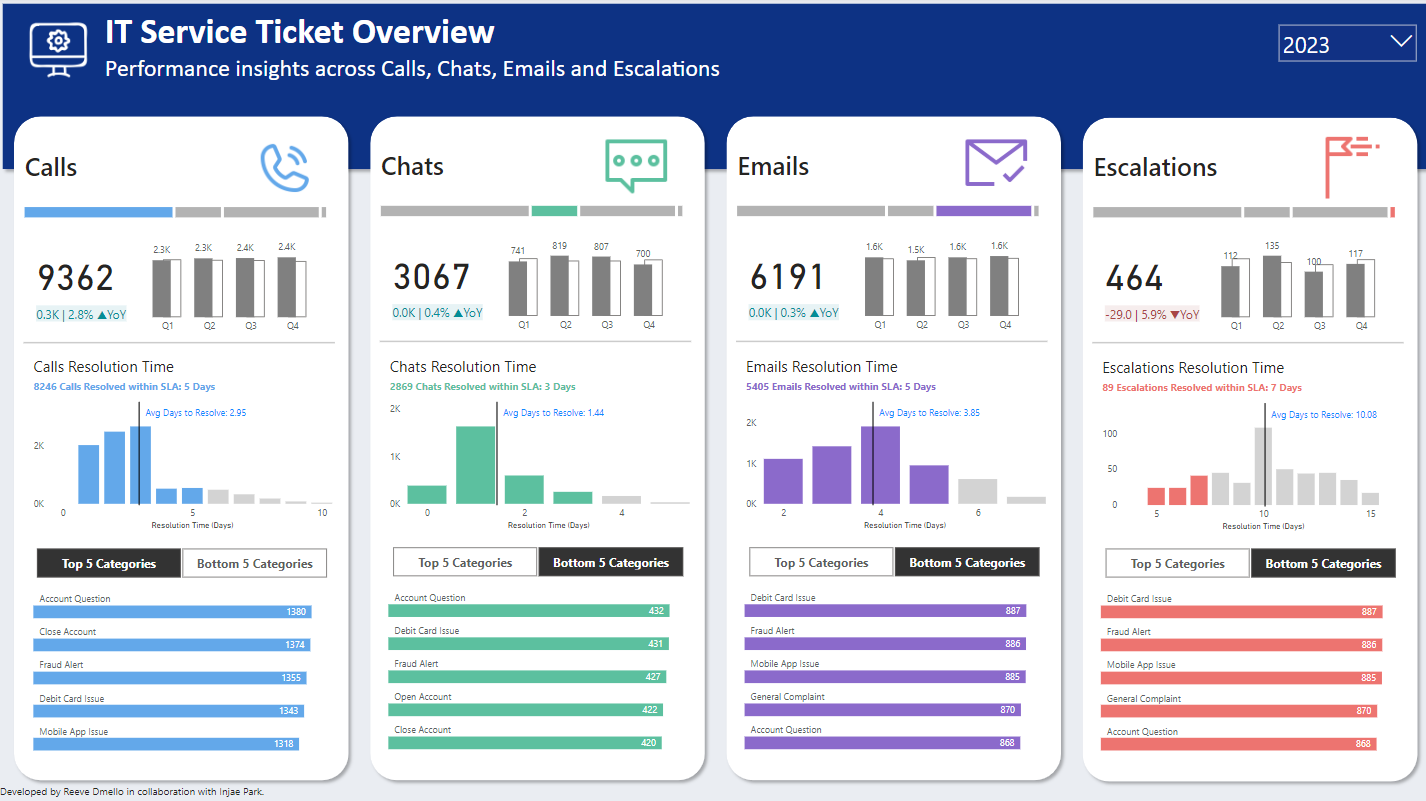 IT Service Ticket Overview
Performance insights across Calls, Chats, Emails and Escalations
2023
Calls
9362
0.3K | 2.8% ▲YoY
2.3K 2.3K 2.4K 2.4K
Q1 Q2 Q3 Q4
Calls Resolution Time
8246 Calls Resolved within SLA: 5 Days
Avg Days to Resolve: 2.95
2K
0K
0 5 10
Resolution Time (Days)
Top 5 Categories Bottom 5 Categories
Account Question
1380
Close Account
1374
Fraud Alert
1355
Debit Card Issue
1343
Mobile App Issue
1318
Chats
3067
0.0K | 0.4% ▲YoY
741 819 807 700
Q1 Q2 Q3 Q4
Chats Resolution Time
2869 Chats Resolved within SLA: 3 Days
2K
Avg Days to Resolve: 1.44
1K
0K
0 2 4
Resolution Time (Days)
Top 5 Categories Bottom 5 Categories
Account Question
432
Debit Card Issue
431
Fraud Alert
427
Open Account
422
Close Account
420
Emails
6191
0.0K | 0.3% ▲YoY
1.6K 1.5K 1.6K 1.6K
Q1 Q2 Q3 Q4
Emails Resolution Time
5405 Emails Resolved within SLA: 5 Days
Avg Days to Resolve: 3.85
2K
1K
0K
2 4 6
Resolution Time (Days)
Top 5 Categories Bottom 5 Categories
Debit Card Issue
887
Fraud Alert
886
Mobile App Issue
885
General Complaint
870
Account Question
868
Escalations
464
-29.0 | 5.9% ▼YoY
112 135 100 117
Q1 Q2 Q3 Q4
Escalations Resolution Time
89 Escalations Resolved within SLA: 7 Days
Avg Days to Resolve: 10.08
100
50
0
5 10 15
Resolution Time (Days)
Top 5 Categories Bottom 5 Categories
Debit Card Issue
887
Fraud Alert
886
Mobile App Issue
885
General Complaint
870
Account Question
868
Developed by Reeve Dmello in collaboration with Injae Park.